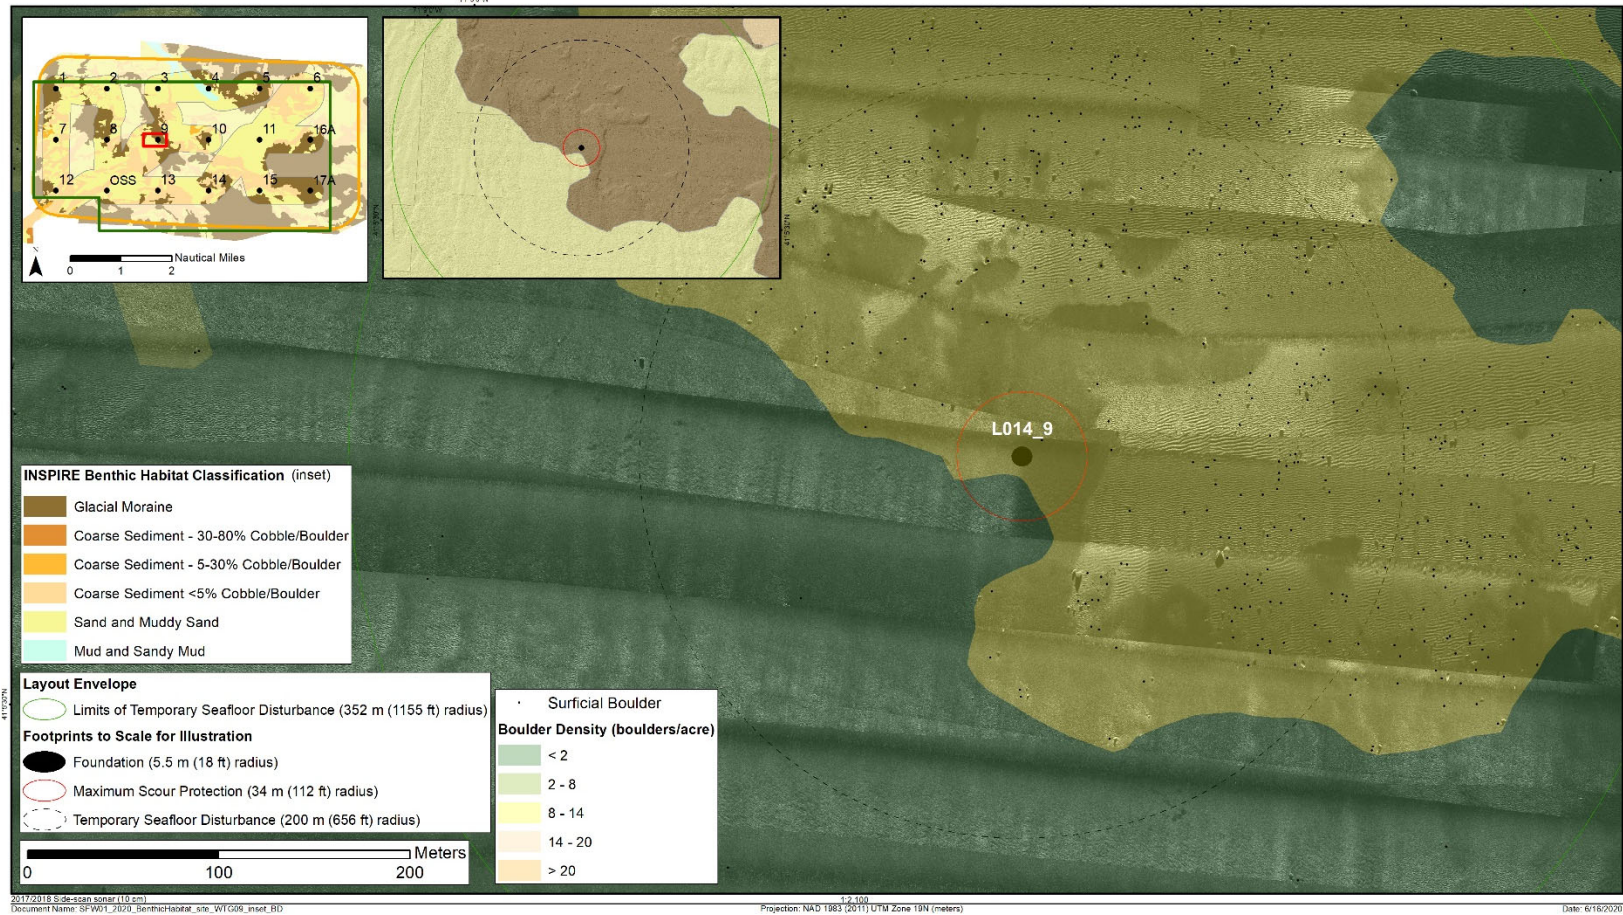 1 2 3 4 5 6
7 8 9 10 11 16A
12 OSS 13 14 15 17A
N
Nautical Miles
0 1 2
L014_9
INSPIRE Benthic Habitat Classification (inset)
Glacial Moraine
Coarse Sediment - 30-80% Cobble/Boulder
Coarse Sediment - 5-30% Cobble/Boulder
Coarse Sediment <5% Cobble/Boulder
Sand and Muddy Sand
Mud and Sandy Mud
Layout Envelope
Limits of Temporary Seafloor Disturbance (352 m (1155 ft) radius)
Footprints to Scale for Illustration
Foundation (5.5 m (18 ft) radius)
Maximum Scour Protection (34 m (112 ft) radius)
Temporary Seafloor Disturbance (200 m (656 ft) radius)
Meters
0 100 200
Surficial Boulder
Boulder Density (boulders/acre)
< 2
2 - 8
8 - 14
14 - 20
> 20
2017/2018 Side-scan sonar (10 cm)
1:2,100
Document Name: SFW01_2020_BenthicHabitat_site_WTG09_inset_BD
Projection: NAD 1983 (2011) UTM Zone 19N (meters)
Date: 6/16/2020